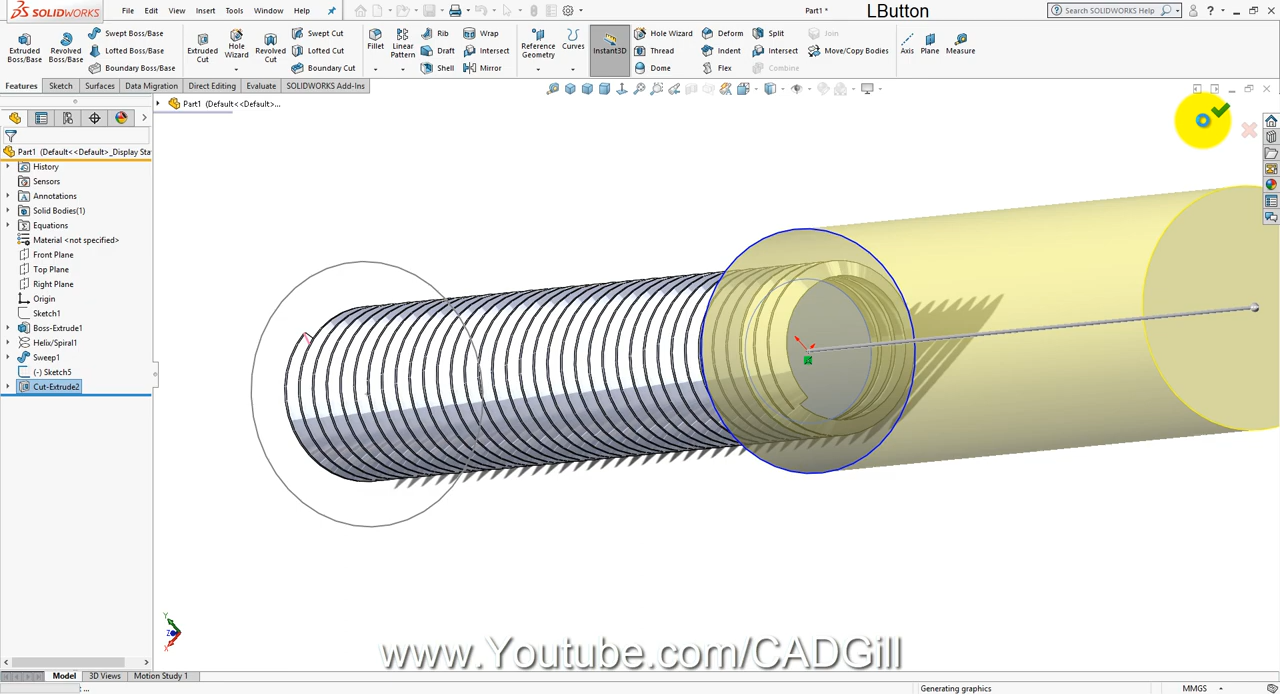 SOLIDWORKS
File Edit View Insert Tools Window Help
Part1 *
LButton
Search SOLIDWORKS Help
Extruded Boss/Base
Revolved Boss/Base
Swept Boss/Base
Lofted Boss/Base
Boundary Boss/Base
Extruded Cut
Hole Wizard
Revolved Cut
Swept Cut
Lofted Cut
Boundary Cut
Fillet
Linear Pattern
Rib
Draft
Shell
Wrap
Intersect
Mirror
Reference Geometry
Curves
Instant3D
Hole Wizard
Thread
Dome
Deform
Indent
Flex
Split
Intersect
Combine
Join
Move/Copy Bodies
Axis
Plane
Measure
Features Sketch Surfaces Data Migration Direct Editing Evaluate SOLIDWORKS Add-Ins
Part1 (Default<<Default>...
Part1 (Default<<Default>_Display Sta
History
Sensors
Annotations
Solid Bodies(1)
Equations
Material <not specified>
Front Plane
Top Plane
Right Plane
Origin
Sketch1
Boss-Extrude1
Helix/Spiral1
Sweep1
(-) Sketch5
Cut-Extrude2
Y
Z
X
www.Youtube.com/CADGill
Model 3D Views Motion Study 1
...
Generating graphics
MMGS